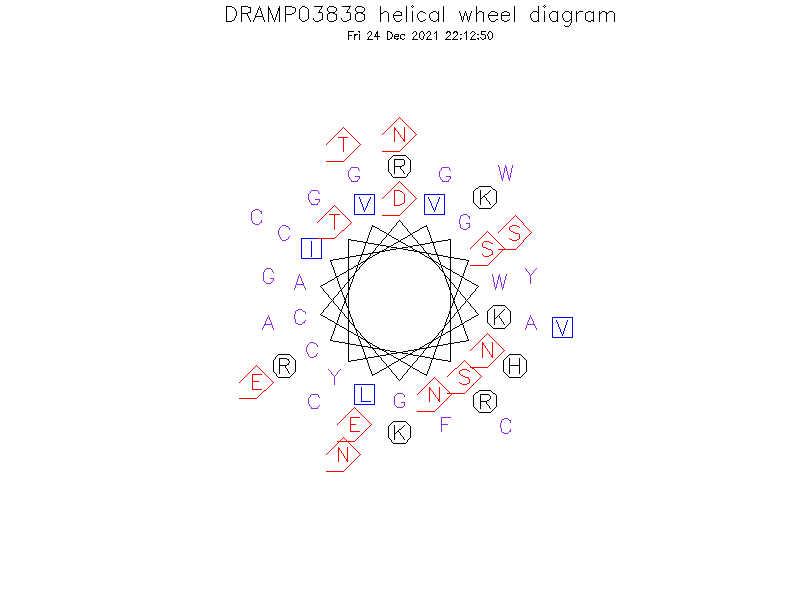 DRAMP03838 helical wheel diagram
Fri 24 Dec 2021 22:12:50
N
T
R
G G W
G V D V K
C T G S
C I S
G A W Y
A C K A V
C N
E R H
Y S
C L G N R
E K F C
N